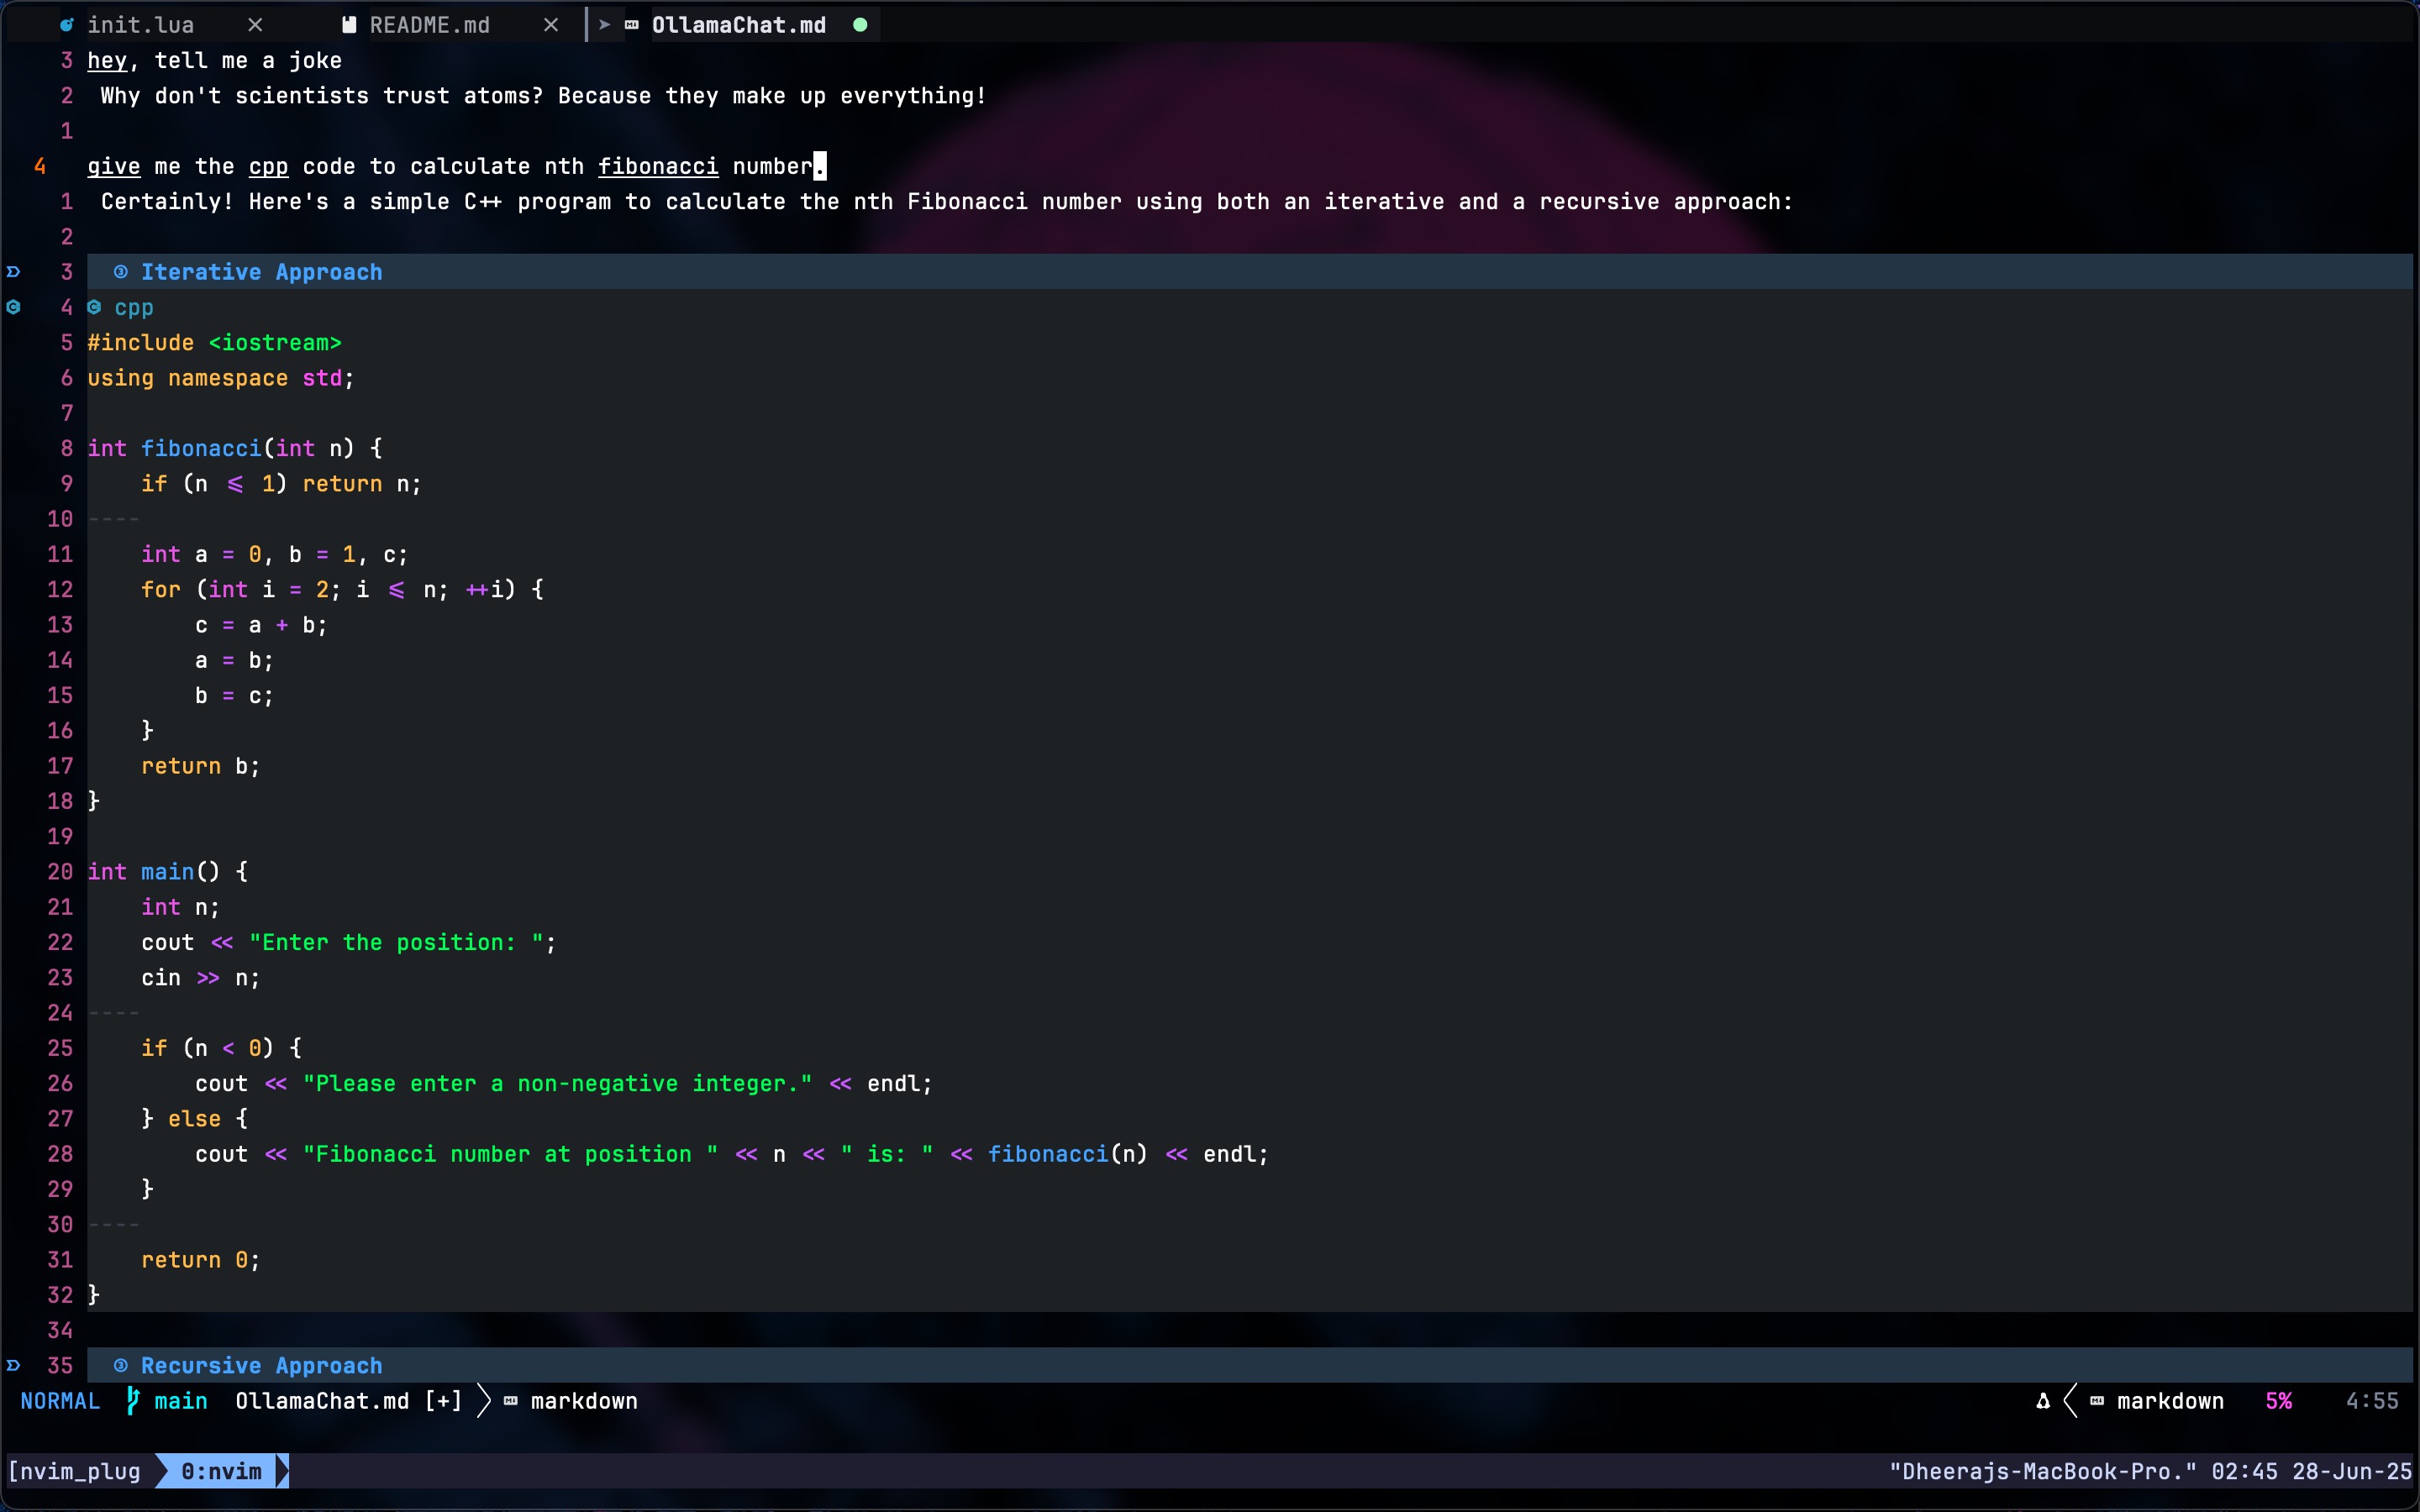 init.lua README.md OllamaChat.md
3 hey, tell me a joke
2 Why don't scientists trust atoms? Because they make up everything!
1
4 give me the cpp code to calculate nth fibonacci number.
1 Certainly! Here's a simple C++ program to calculate the nth Fibonacci number using both an iterative and a recursive approach:
2
3 ③ Iterative Approach
4 cpp
5 #include <iostream>
6 using namespace std;
7
8 int fibonacci(int n) {
9     if (n <= 1) return n;
10 ----
11     int a = 0, b = 1, c;
12     for (int i = 2; i <= n; ++i) {
13         c = a + b;
14         a = b;
15         b = c;
16     }
17     return b;
18 }
19
20 int main() {
21     int n;
22     cout << "Enter the position: ";
23     cin >> n;
24 ----
25     if (n < 0) {
26         cout << "Please enter a non-negative integer." << endl;
27     } else {
28         cout << "Fibonacci number at position " << n << " is: " << fibonacci(n) << endl;
29     }
30 ----
31     return 0;
32 }
34
35 ③ Recursive Approach
NORMAL main OllamaChat.md [+] markdown markdown 5% 4:55
[nvim_plug 0:nvim "Dheerajs-MacBook-Pro." 02:45 28-Jun-25